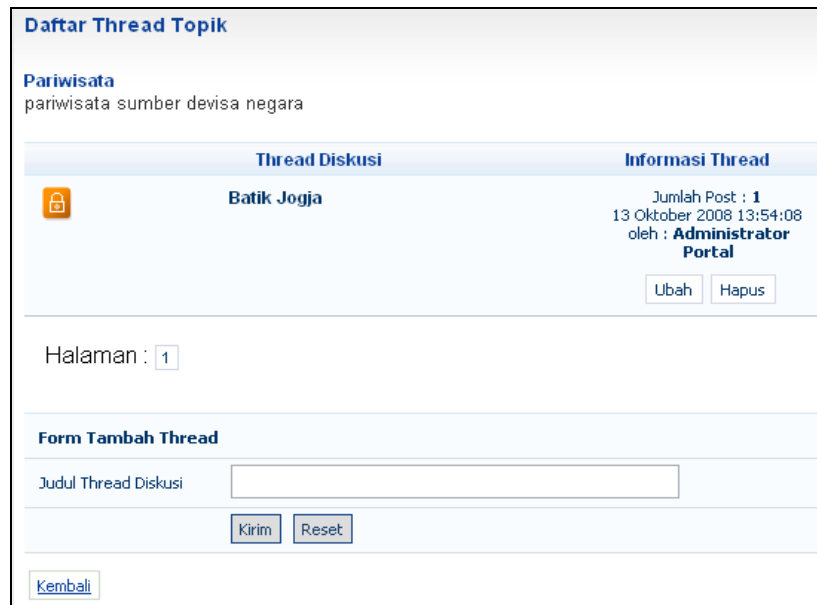 Daftar Thread Topik
Pariwisata
pariwisata sumber devisa negara
Thread Diskusi Informasi Thread
Batik Jogja
Jumlah Post : 1
13 Oktober 2008 13:54:08
oleh : Administrator
Portal
Ubah Hapus
Halaman : 1
Form Tambah Thread
Judul Thread Diskusi
Kirim Reset
Kembali